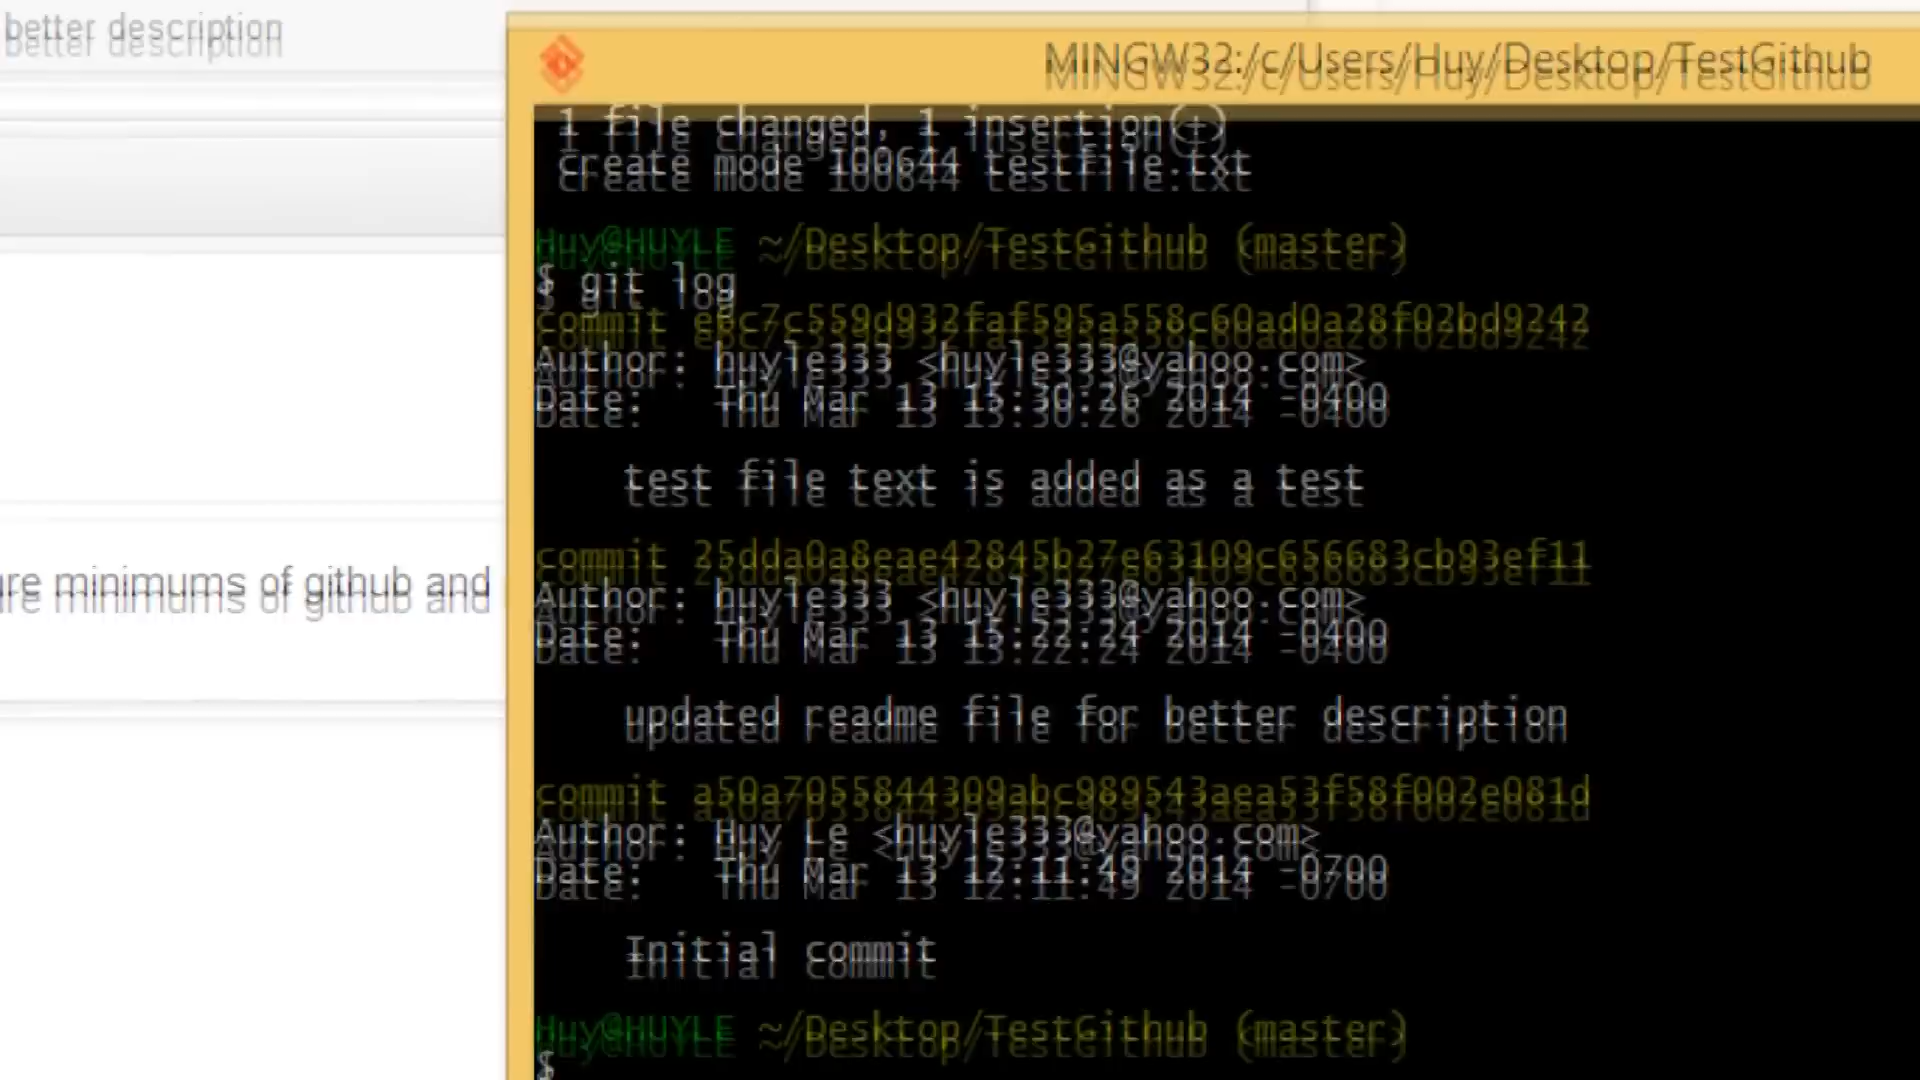 better description
MINGW32:/c/Users/Huy/Desktop/TestGithub
1 file changed, 1 insertion(+)
create mode 100644 testfile.txt
Huy@HUYLE ~/Desktop/TestGithub (master)
$ git log
commit e8c7c559d932faf595a558c60ad0a28f02bd9242
Author: huyle333 <huyle333@yahoo.com>
Date:   Thu Mar 13 15:30:26 2014 -0400
test file text is added as a test
commit 25dda0a8eae42845b27e63109c656683cb93ef11
Author: huyle333 <huyle333@yahoo.com>
Date:   Thu Mar 13 15:22:24 2014 -0400
are minimums of github and
updated readme file for better description
commit a50a7055844309abc989543aea53f58f002e081d
Author: Huy Le <huyle333@yahoo.com>
Date:   Thu Mar 13 12:11:49 2014 -0700
Initial commit
Huy@HUYLE ~/Desktop/TestGithub (master)
$